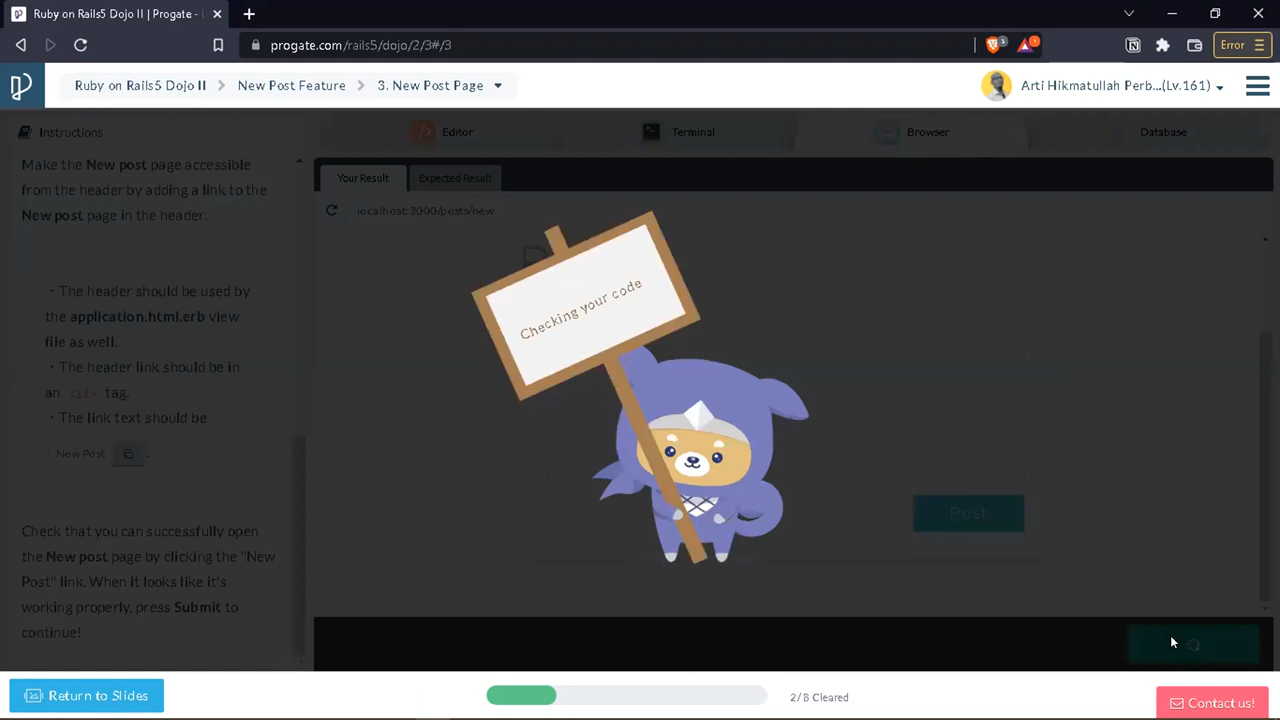 Ruby on Rails5 Dojo II | Progate -
progate.com/rails5/dojo/2/3#/3
Error
Ruby on Rails5 Dojo II
New Post Feature
3. New Post Page
Arti Hikmatullah Perb...(Lv.161)
Instructions
Editor
Terminal
Browser
Database
Make the New post page accessible
from the header by adding a link to the
New post page in the header.
・The header should be used by
the application.html.erb view
file as well.
・The header link should be in
an <li> tag.
・The link text should be
New Post .
Check that you can successfully open
the New post page by clicking the "New
Post" link. When it looks like it's
working properly, press Submit to
continue!
Your Result
Expected Result
localhost:3000/posts/new
Checking your code
Post
Return to Slides
2/8 Cleared
Contact us!